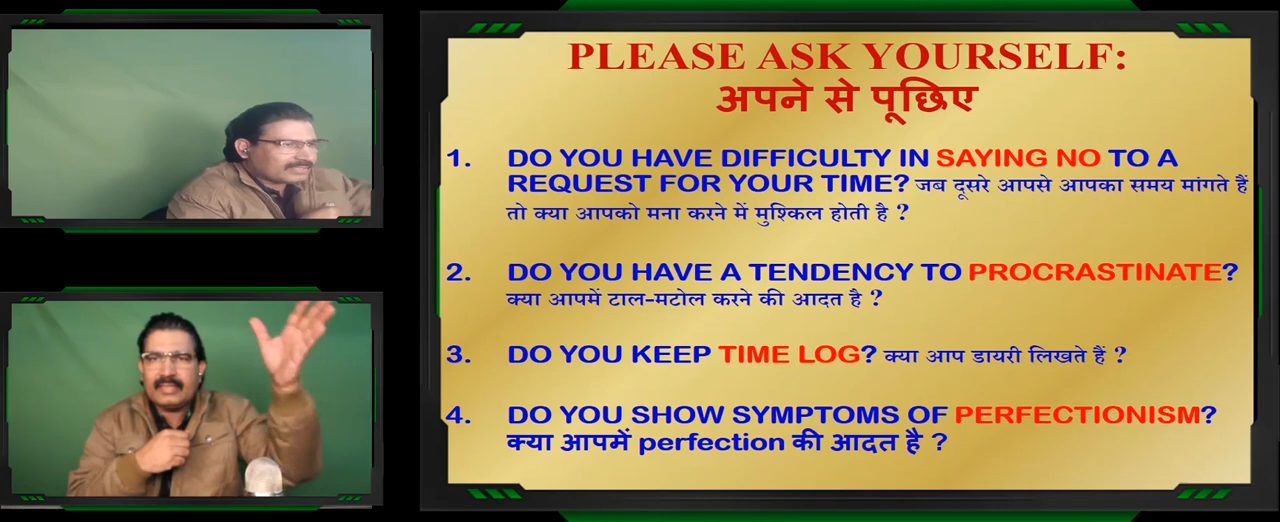 PLEASE ASK YOURSELF:
अपने से पूछिए
1. DO YOU HAVE DIFFICULTY IN SAYING NO TO A
REQUEST FOR YOUR TIME? जब दूसरे आपसे आपका समय मांगते हैं
तो क्या आपको मना करने में मुश्किल होती है ?
2. DO YOU HAVE A TENDENCY TO PROCRASTINATE?
क्या आपमें टाल-मटोल करने की आदत है ?
3. DO YOU KEEP TIME LOG? क्या आप डायरी लिखते हैं ?
4. DO YOU SHOW SYMPTOMS OF PERFECTIONISM?
क्या आपमें perfection की आदत है ?